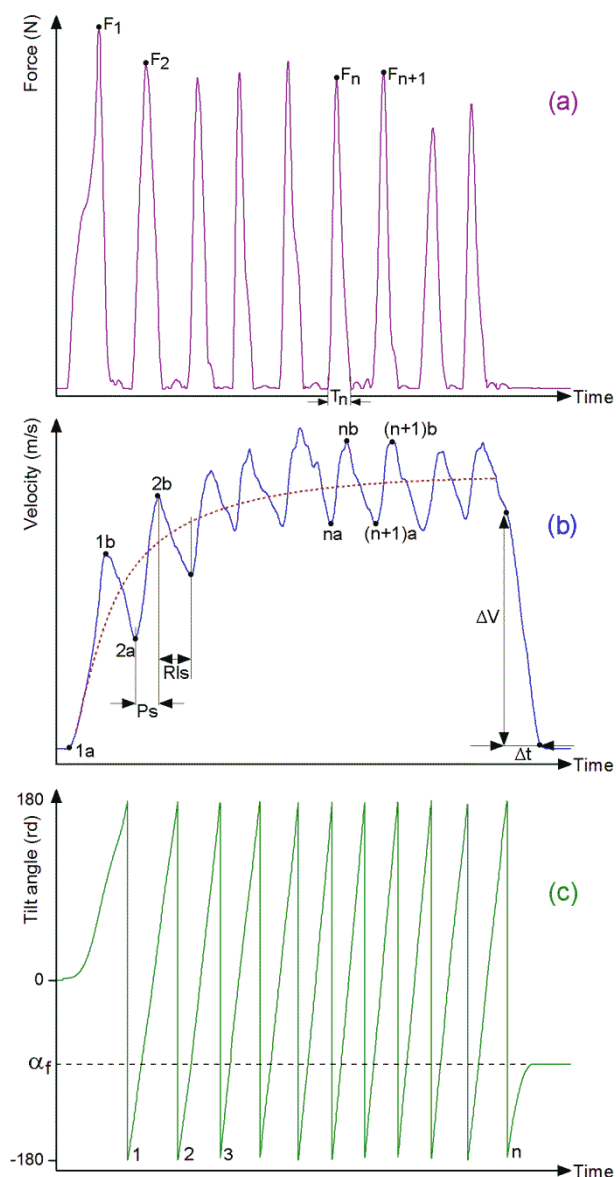 Force (N)
F1
F2
Fn
Fn+1
(a)
Tn
Time
Velocity (m/s)
nb
(n+1)b
2b
1b
(b)
na
(n+1)a
2a
Rls
ΔV
Ps
1a
Δt
Time
Tilt angle (rd)
180
(c)
0
αf
-180
1
2
3
n
Time